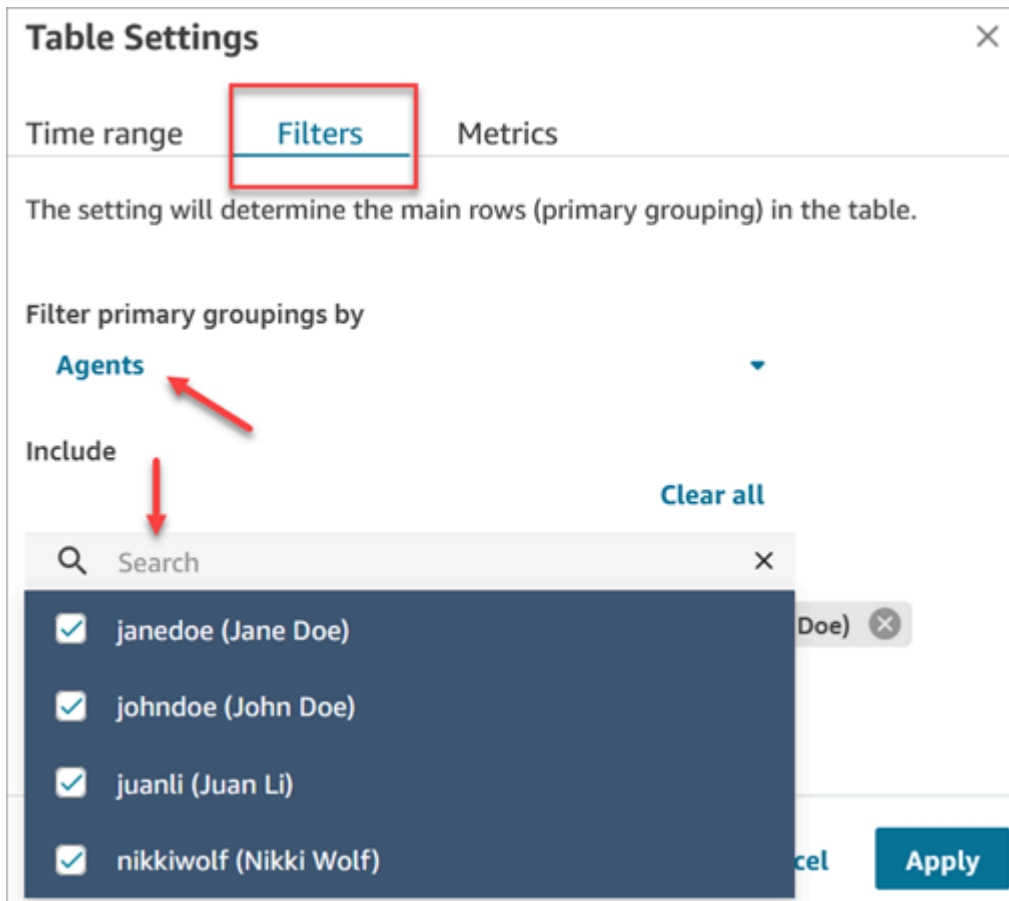 Table Settings
Time range Filters Metrics
The setting will determine the main rows (primary grouping) in the table.
Filter primary groupings by
Agents
Include
Clear all
Search
janedoe (Jane Doe)
Doe)
johndoe (John Doe)
juanli (Juan Li)
nikkiwolf (Nikki Wolf)
cel
Apply